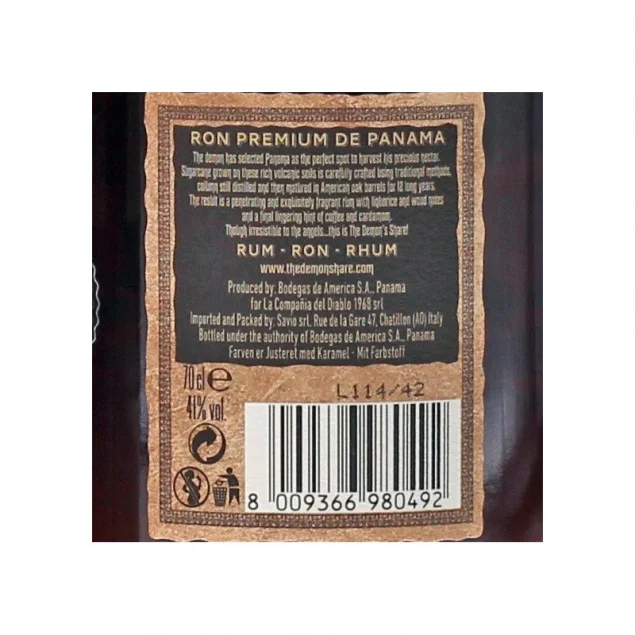 RON PREMIUM DE PANAMA
The demon has selected Panama as the perfect spot to harvest his precious nectar.
Sugarcane grown on these rich volcanic soils is carefully crafted using traditional methods,
column still distilled and then matured in American oak barrels for 12 long years.
The result is a penetrating and exquisitely fragrant rum with liquorice and wood notes
and a final lingering hint of coffee and cardamom.
Though irresistible to the angels...this is The Demon's Share!
RUM - RON - RHUM
www.thedemonshare.com
Produced by: Bodegas de America S.A., Panama
for La Compañia del Diablo 1968 srl
Imported and Packed by: Savio srl, Rue de la Gare 47, Chatillon (AO) Italy
Bottled under the authority of Bodegas de America S.A., Panama
Farven er Justeret med Karamel - Mit Farbstoff
70 cl e
41% vol
L114/42
8 009366 980492